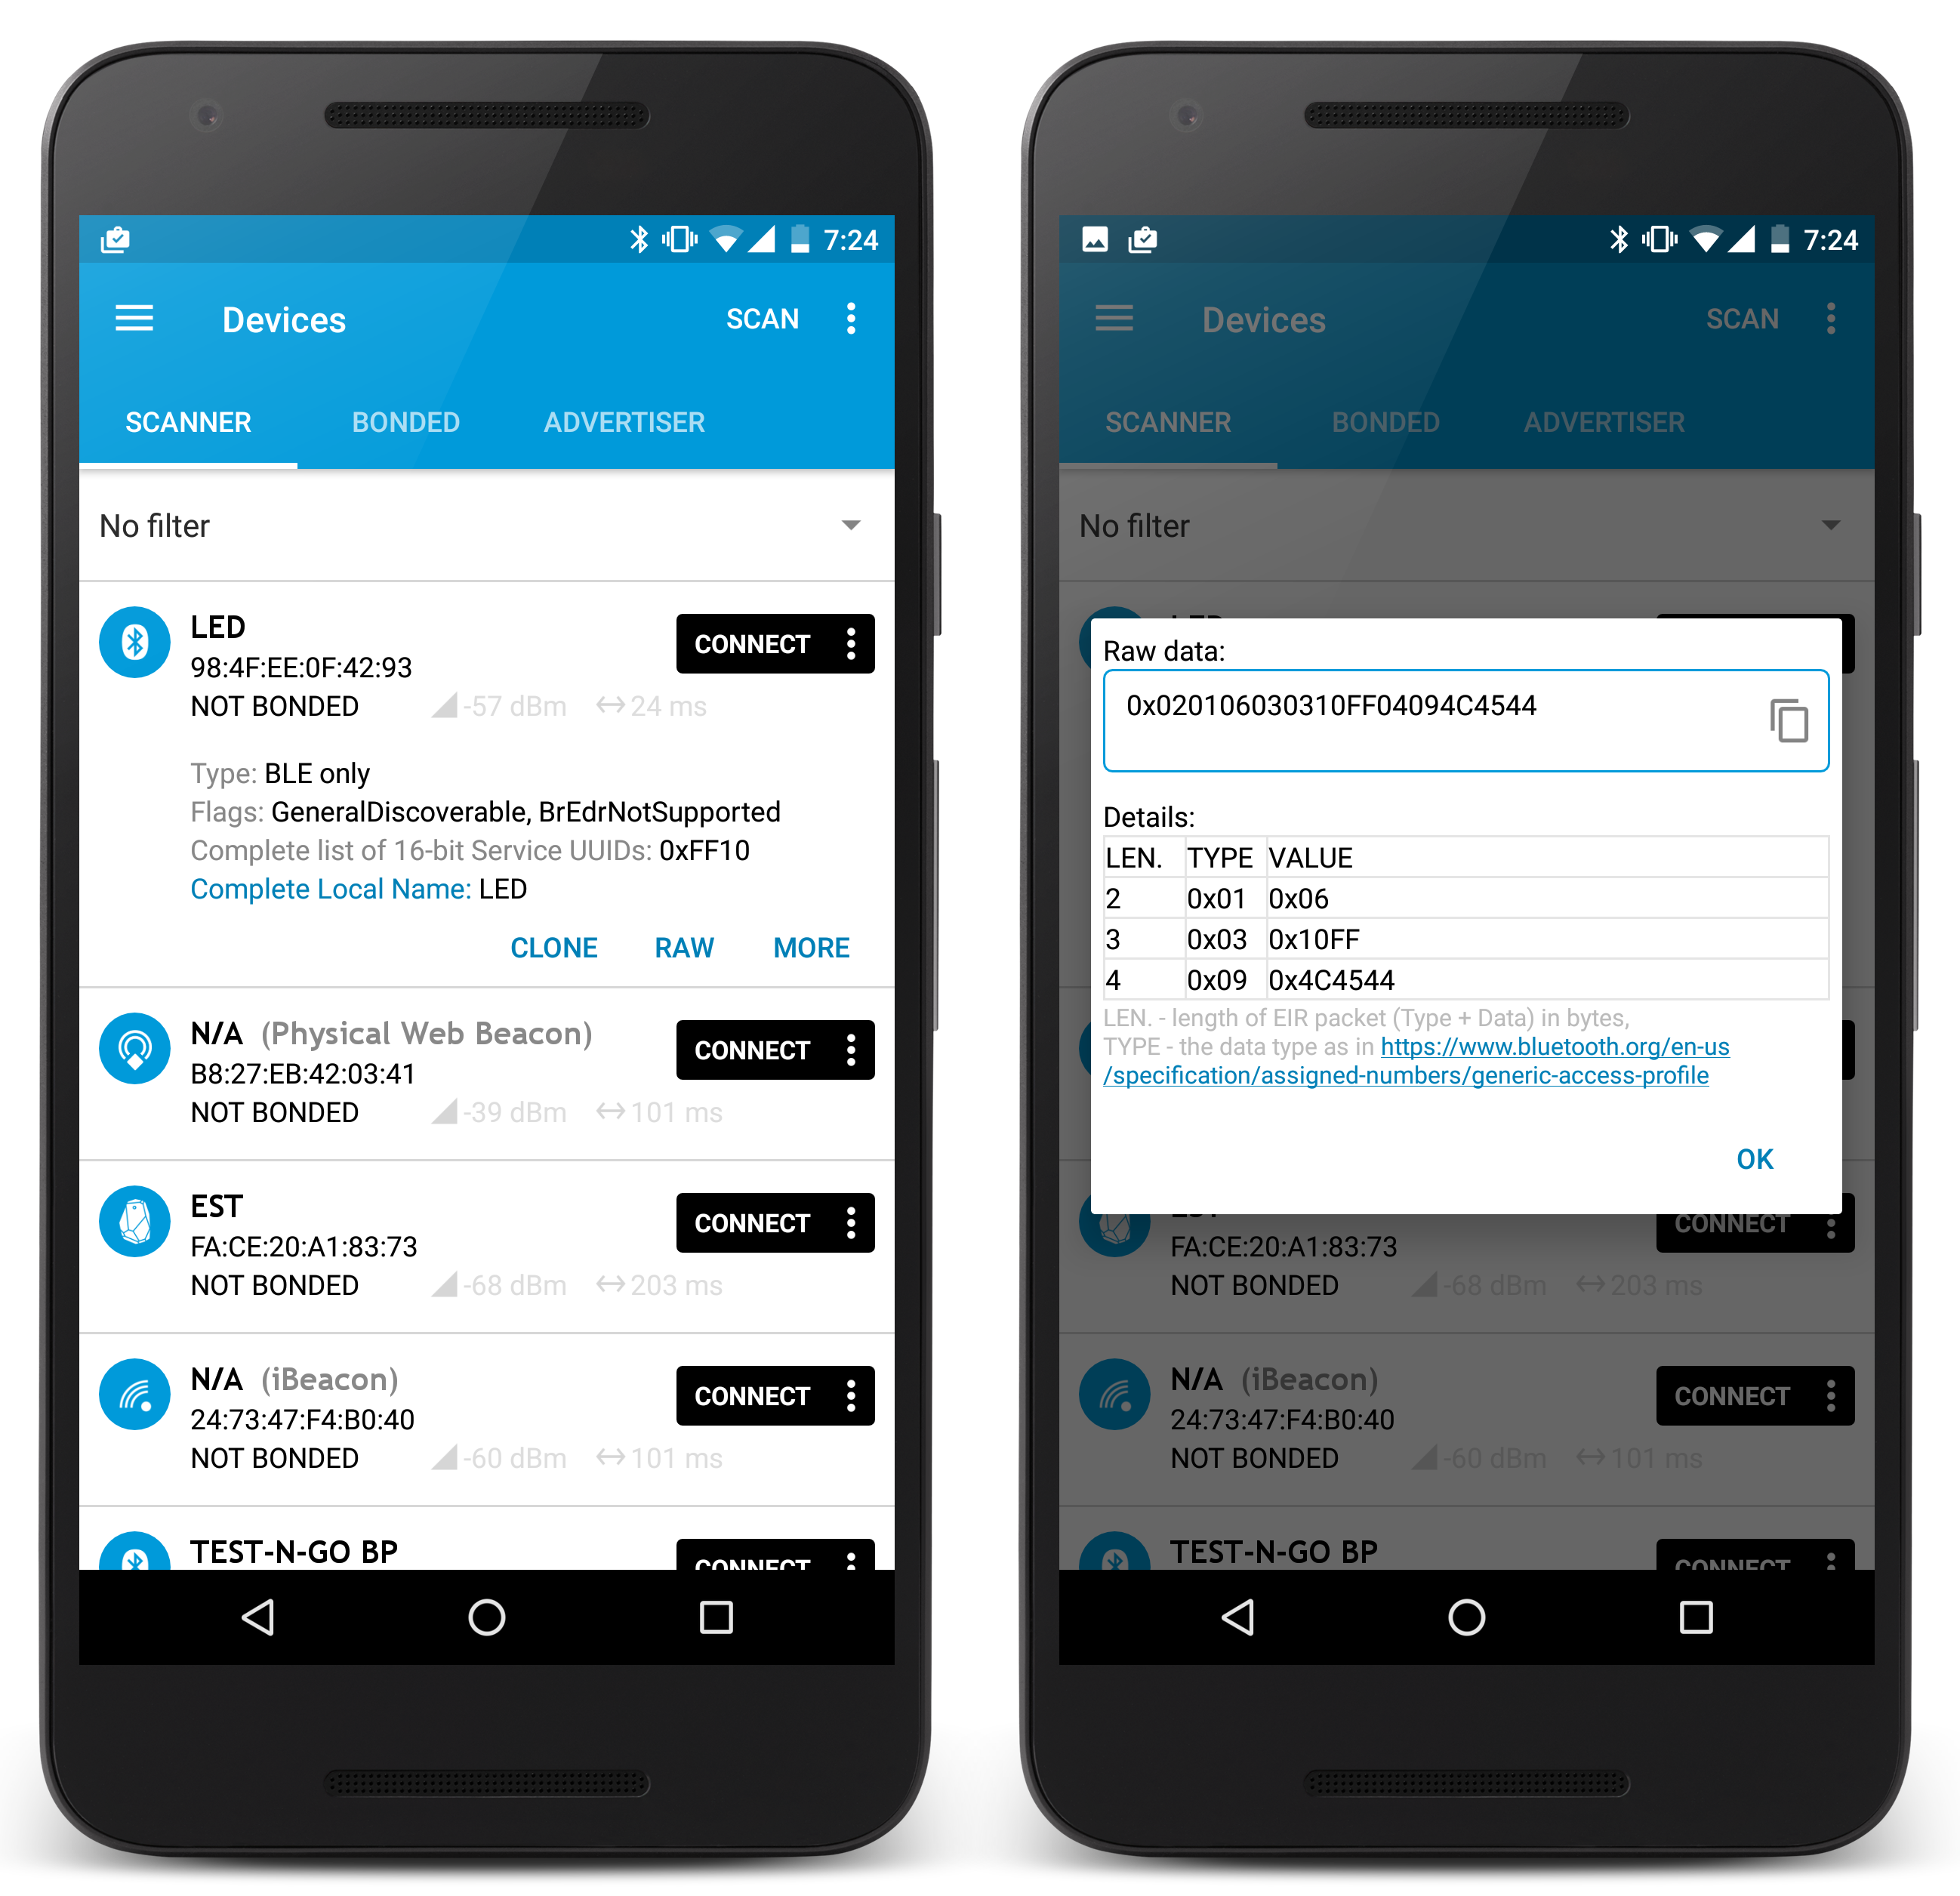 7:24
Devices
SCAN
SCANNER
BONDED
ADVERTISER
No filter
LED
CONNECT
98:4F:EE:0F:42:93
NOT BONDED
-57 dBm
24 ms
Type: BLE only
Flags: GeneralDiscoverable, BrEdrNotSupported
Complete list of 16-bit Service UUIDs: 0xFF10
Complete Local Name: LED
CLONE
RAW
MORE
N/A (Physical Web Beacon)
CONNECT
B8:27:EB:42:03:41
NOT BONDED
-39 dBm
101 ms
EST
CONNECT
FA:CE:20:A1:83:73
NOT BONDED
-68 dBm
203 ms
N/A (iBeacon)
CONNECT
24:73:47:F4:B0:40
NOT BONDED
-60 dBm
101 ms
TEST-N-GO BP
CONNECT
7:24
Devices
SCAN
SCANNER
BONDED
ADVERTISER
No filter
Raw data:
0x020106030310FF04094C4544
Details:
LEN. TYPE VALUE
2 0x01 0x06
3 0x03 0x10FF
4 0x09 0x4C4544
LEN. - length of EIR packet (Type + Data) in bytes,
TYPE - the data type as in https://www.bluetooth.org/en-us
/specification/assigned-numbers/generic-access-profile
OK
CONNECT
FA:CE:20:A1:83:73
NOT BONDED
-68 dBm
203 ms
N/A (iBeacon)
CONNECT
24:73:47:F4:B0:40
NOT BONDED
-60 dBm
101 ms
TEST-N-GO BP
CONNECT